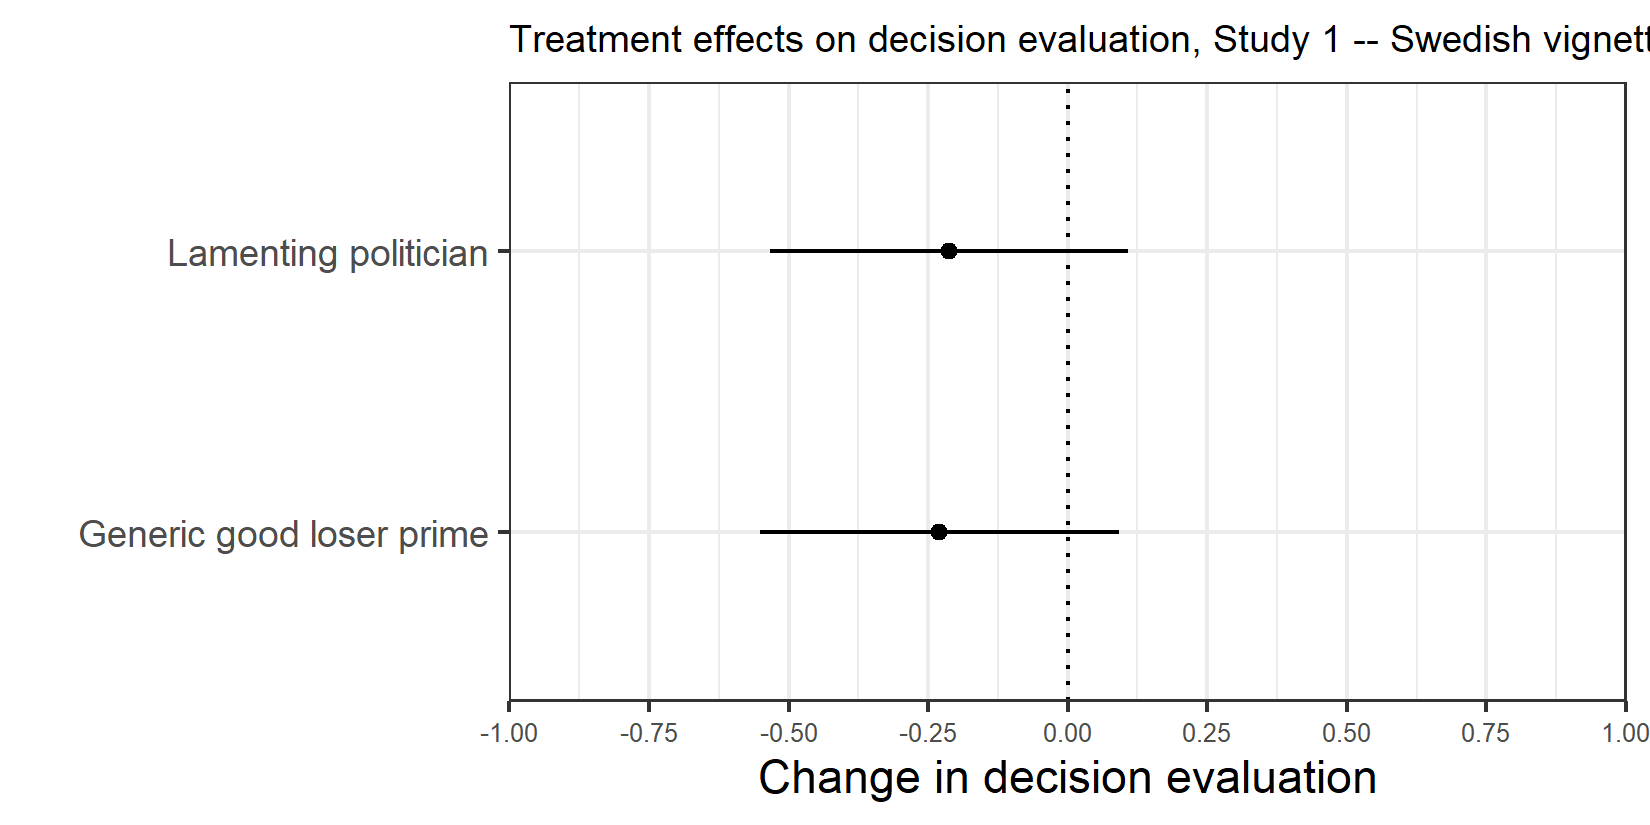 Treatment effects on decision evaluation, Study 1 -- Swedish vignett
Lamenting politician
Generic good loser prime
-1.00 -0.75 -0.50 -0.25 0.00 0.25 0.50 0.75 1.00
Change in decision evaluation